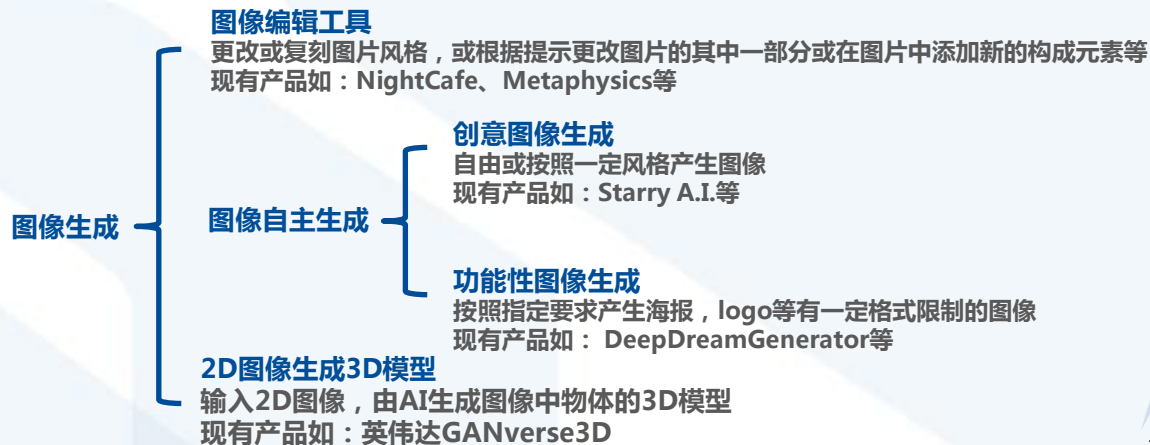 图像编辑工具
更改或复刻图片风格，或根据提示更改图片的其中一部分或在图片中添加新的构成元素等
现有产品如：NightCafe、Metaphysics等
创意图像生成
自由或按照一定风格产生图像
现有产品如：Starry A.I.等
图像生成
图像自主生成
功能性图像生成
按照指定要求产生海报，logo等有一定格式限制的图像
现有产品如： DeepDreamGenerator等
2D图像生成3D模型
输入2D图像，由AI生成图像中物体的3D模型
现有产品如：英伟达GANverse3D